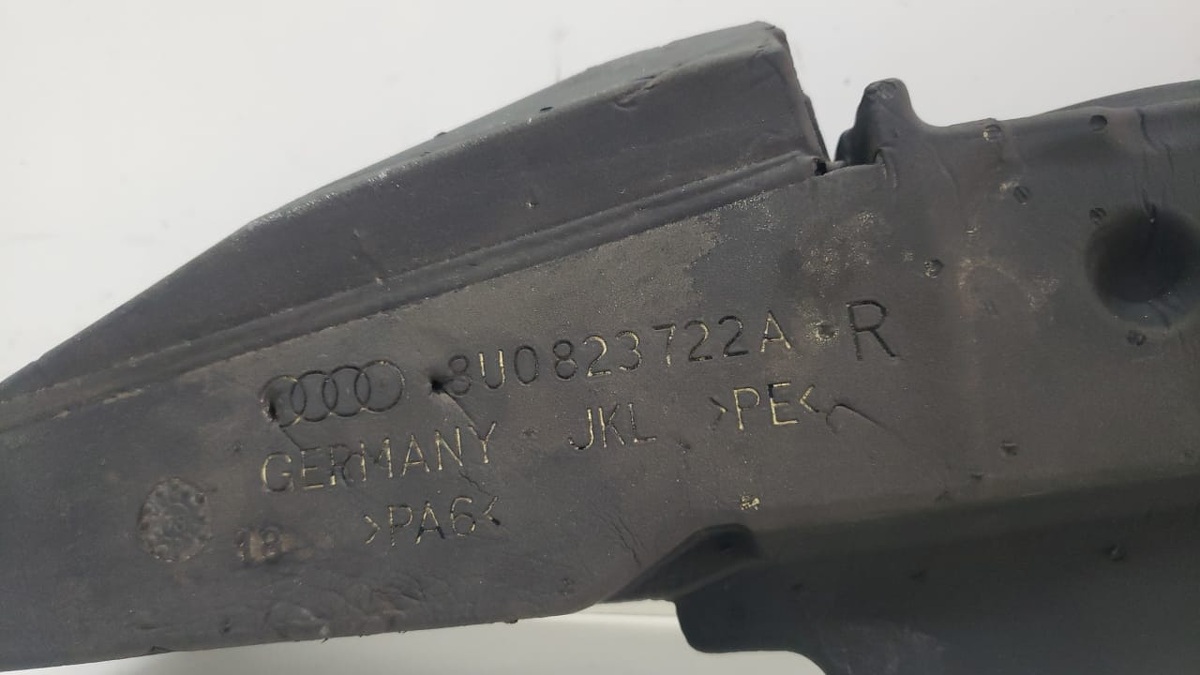 8U0823722A R
GERMANY JKL >PE<
>PA6<
18